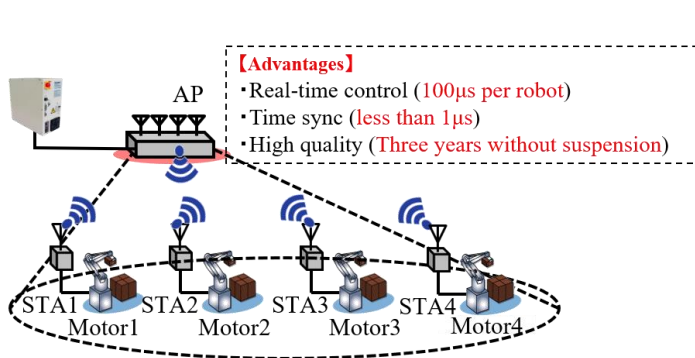 【Advantages】
AP
・Real-time control (100μs per robot)
・Time sync (less than 1μs)
・High quality (Three years without suspension)
STA1 STA2 STA3 STA4
Motor1 Motor2 Motor3 Motor4